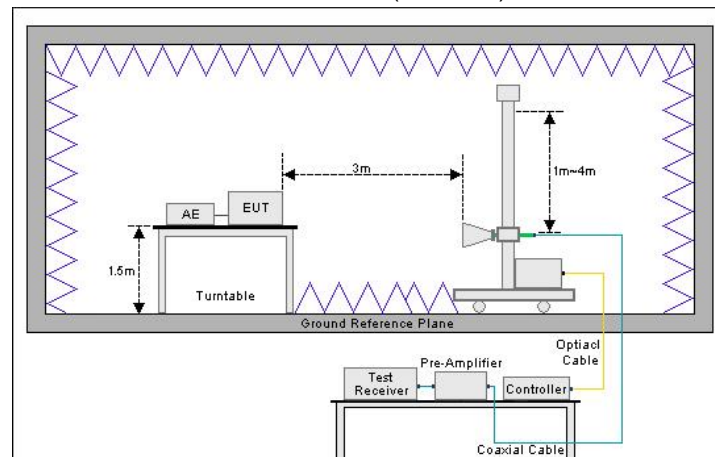 3m
1m~4m
AE
EUT
1.5m
Turntable
Ground Reference Plane
Optiacl
Cable
Pre-Amplifier
Test
Receiver
Controller
Coaxial Cable